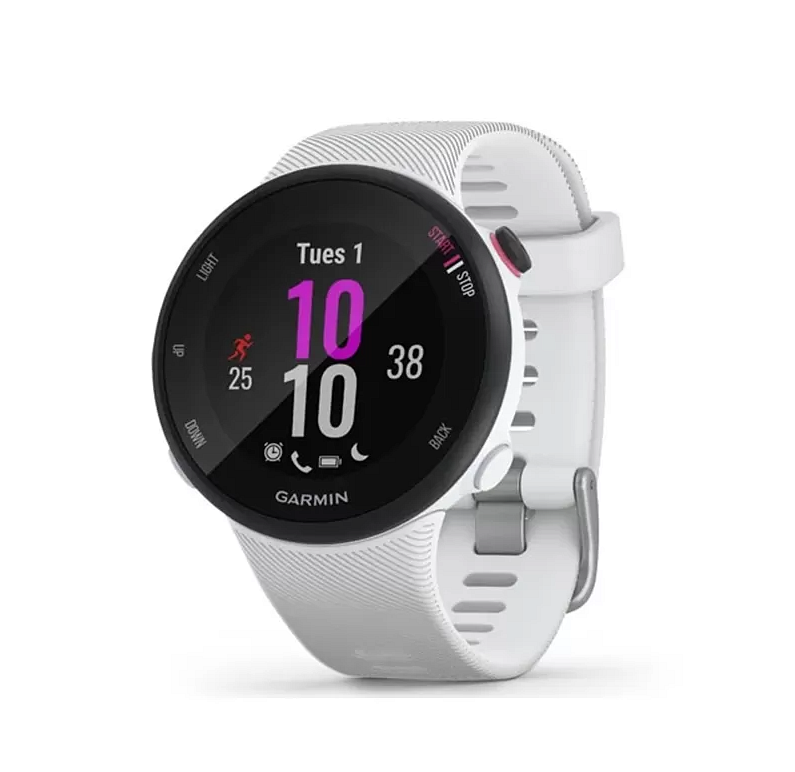 Tues 1
LIGHT
START
STOP
10
UP
25
10
38
DOWN
BACK
GARMIN